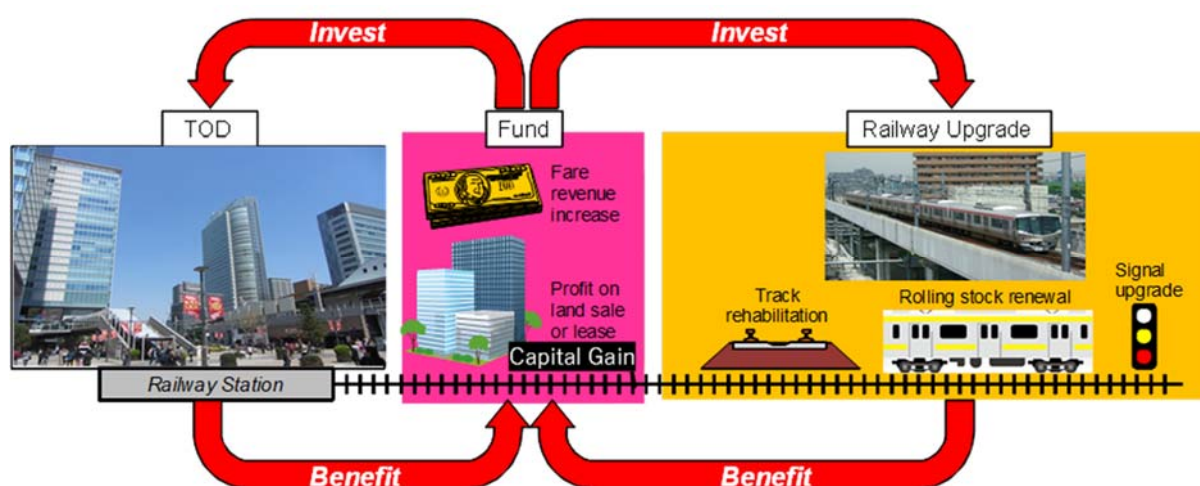 Invest
Invest
TOD
Fund
Railway Upgrade
Fare
revenue
increase
Profit on
land sale
or lease
Capital Gain
Track
rehabilitation
Rolling stock renewal
Signal
upgrade
Railway Station
Benefit
Benefit